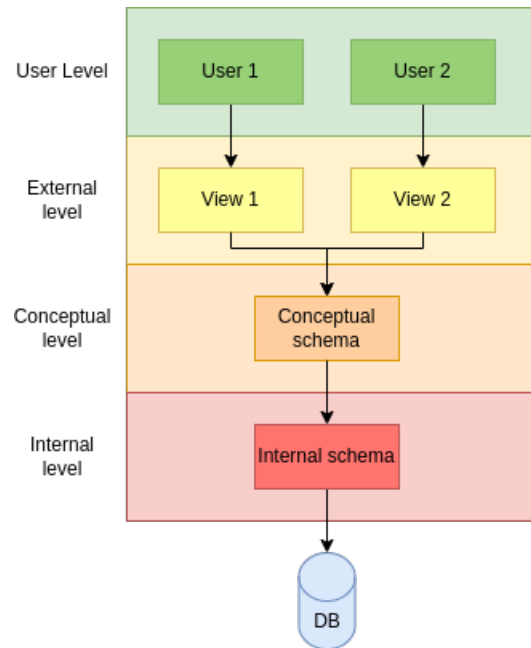 User Level
User 1
User 2
External
level
View 1
View 2
Conceptual
level
Conceptual
schema
Internal
level
Internal schema
DB